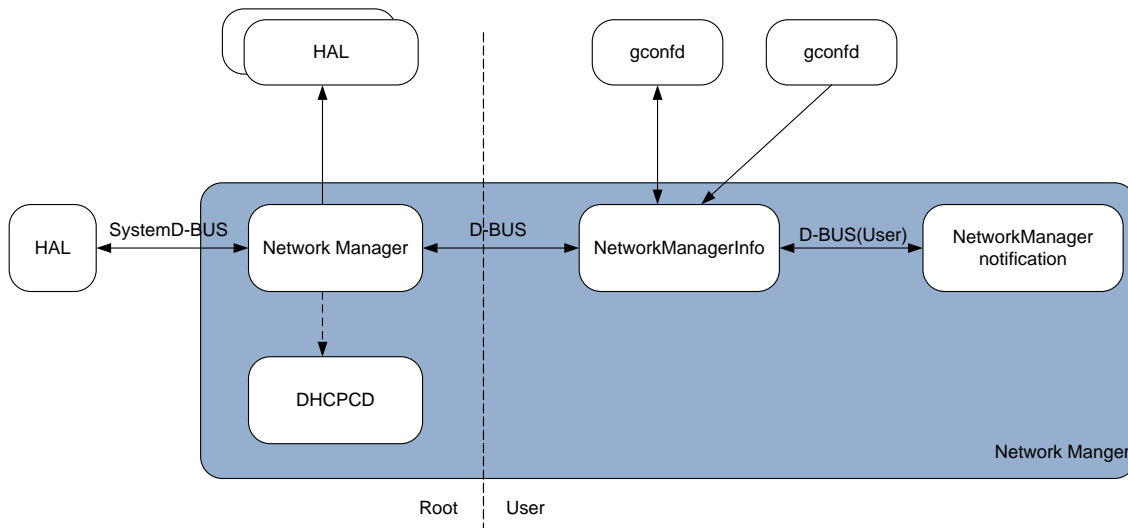 HAL
gconfd
gconfd
HAL
SystemD-BUS
Network Manager
D-BUS
NetworkManagerInfo
D-BUS(User)
NetworkManager
notification
DHCPCD
Network Manger
Root
User